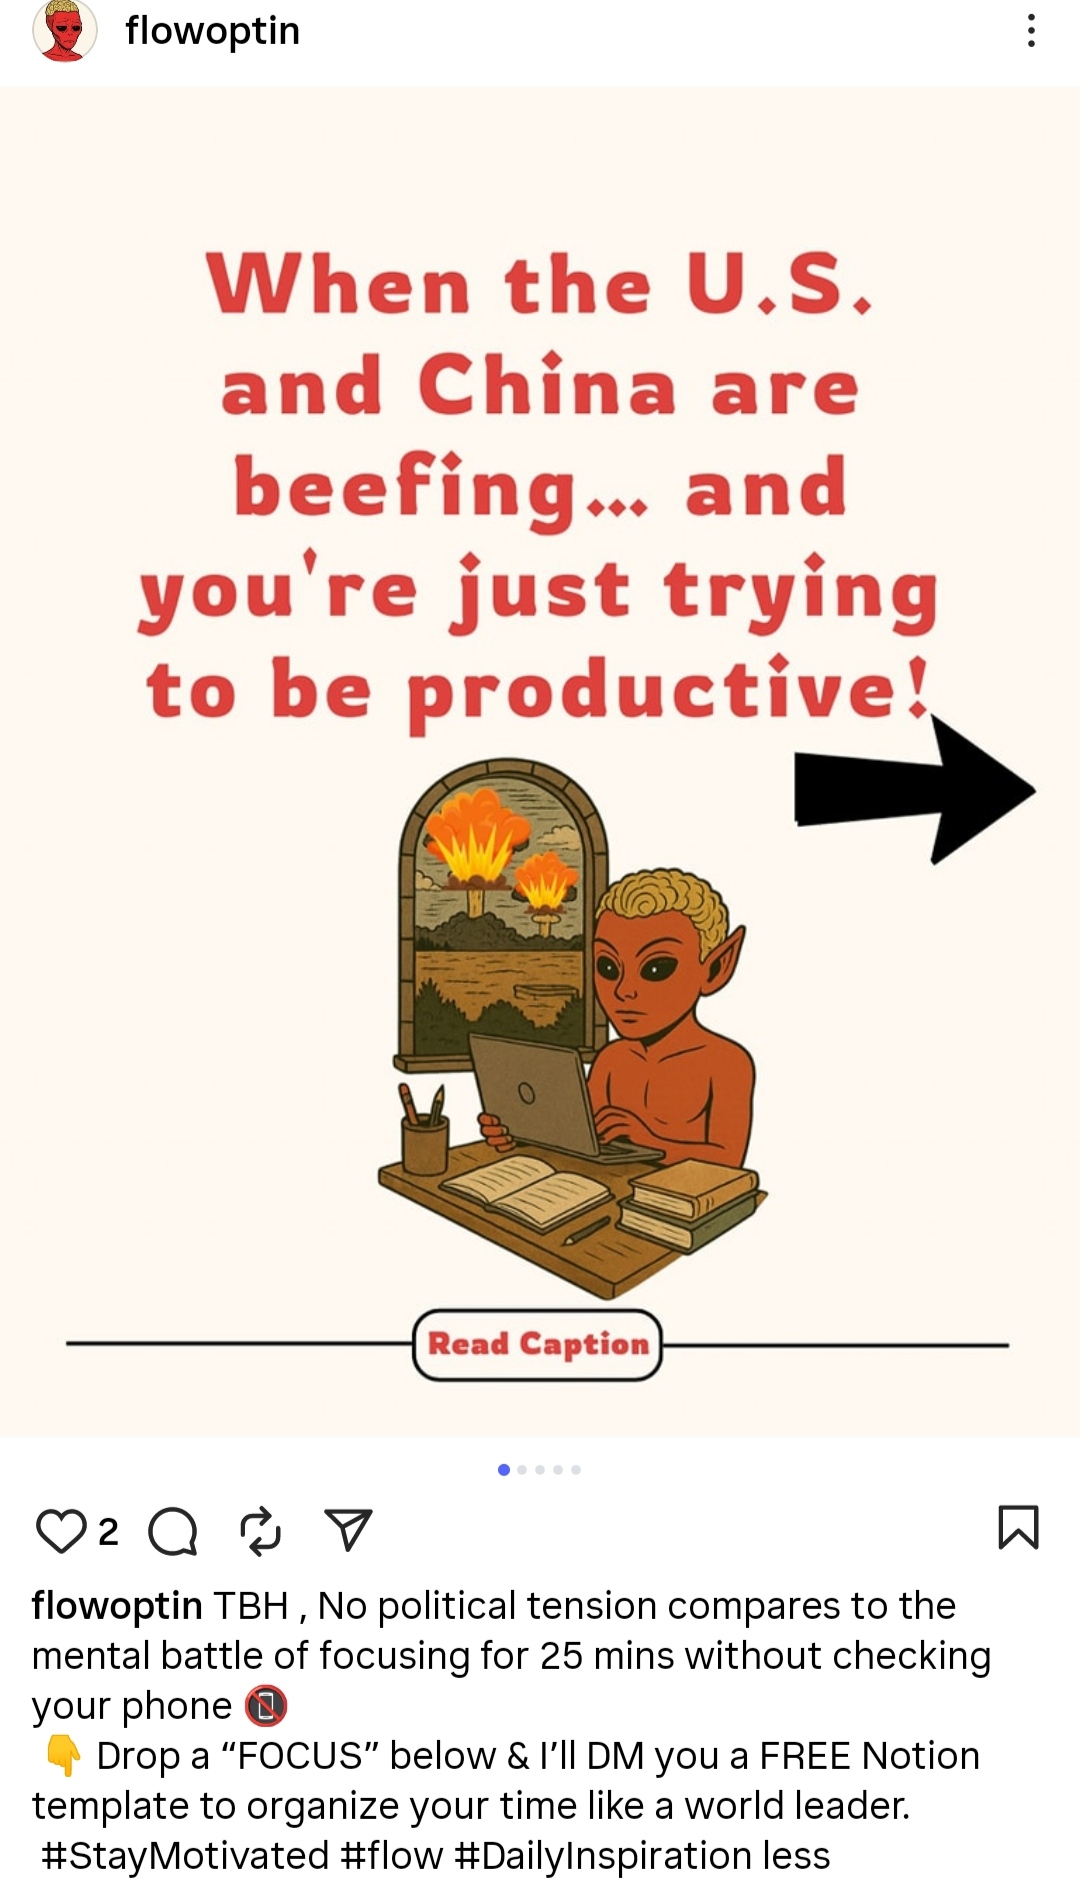 flowoptin
When the U.S.
and China are
beefing... and
you're just trying
to be productive!
Read Caption
2
flowoptin TBH , No political tension compares to the
mental battle of focusing for 25 mins without checking
your phone 📵
👇 Drop a “FOCUS” below & I’ll DM you a FREE Notion
template to organize your time like a world leader.
#StayMotivated #flow #DailyInspiration less